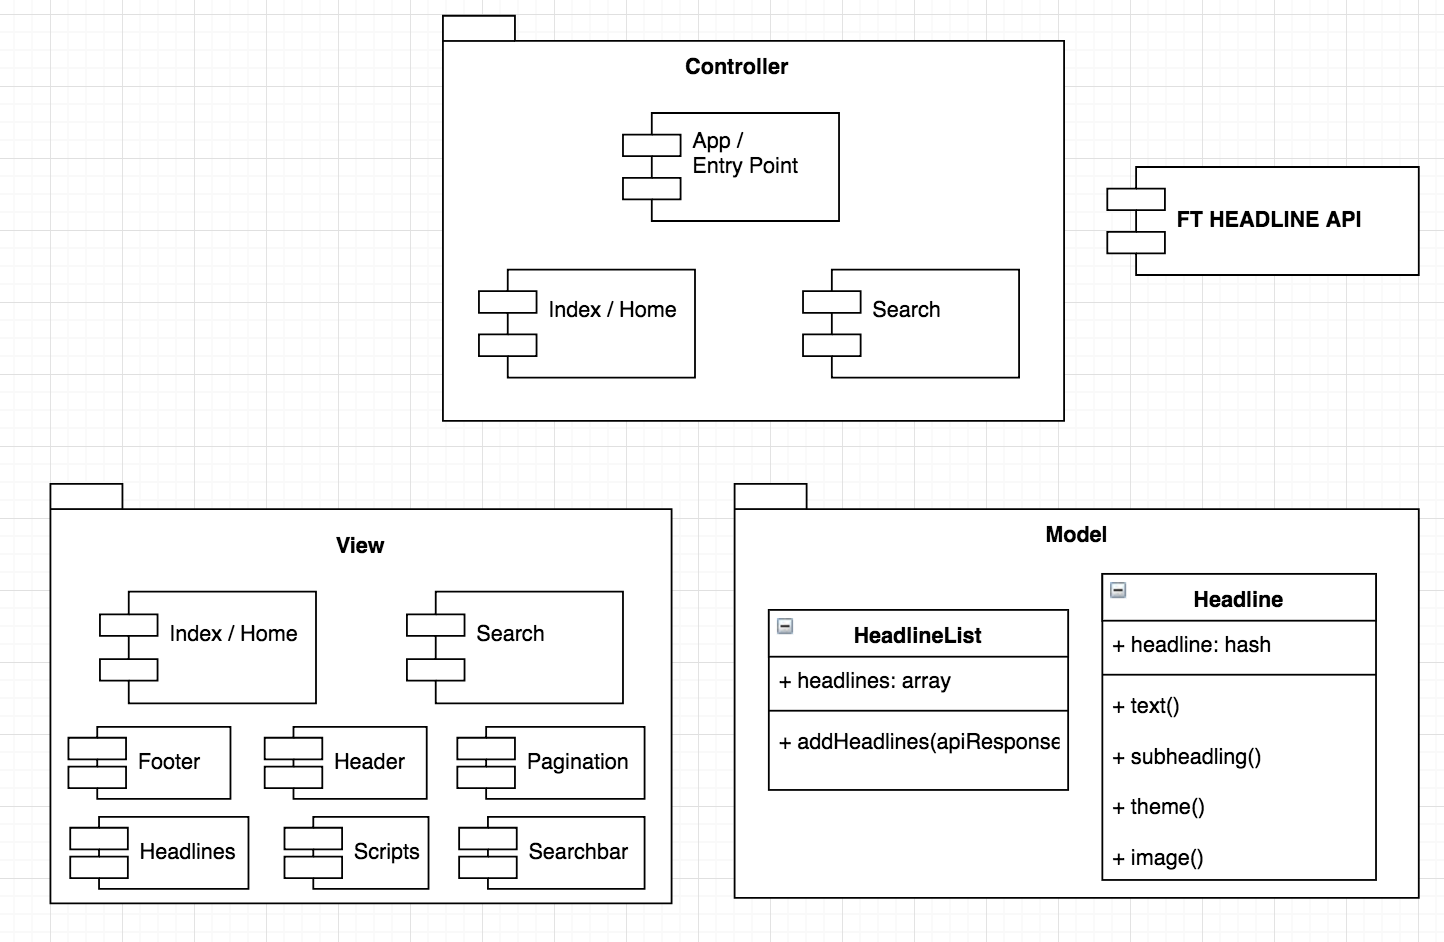 Controller
App /
Entry Point
Index / Home
Search
FT HEADLINE API
View
Index / Home
Search
Footer
Header
Pagination
Headlines
Scripts
Searchbar
Model
HeadlineList
+ headlines: array
+ addHeadlines(apiResponse
Headline
+ headline: hash
+ text()
+ subheadling()
+ theme()
+ image()